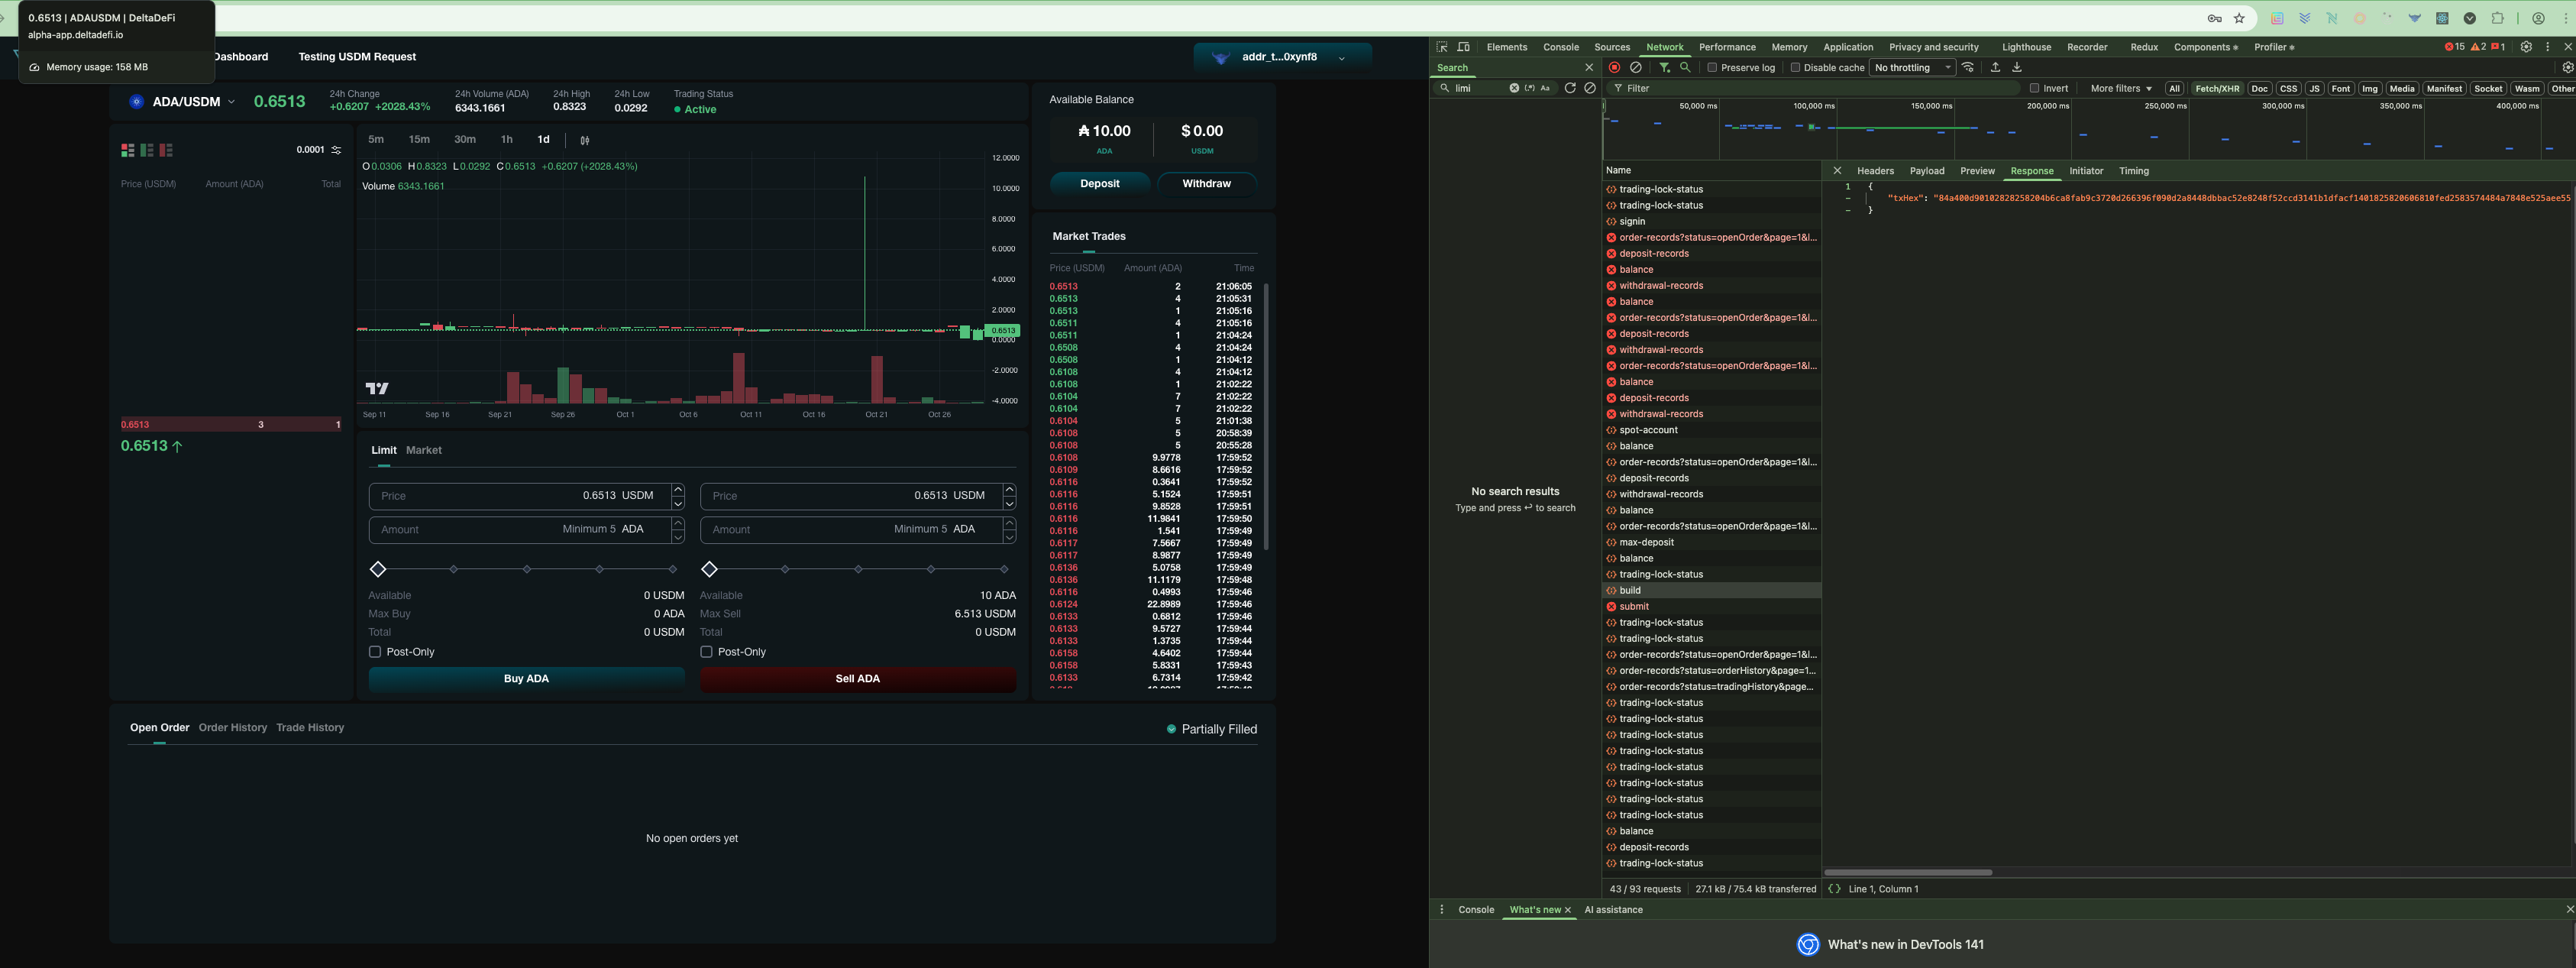 0.6513 | ADAUSDM | DeltaDeFi
alpha-app.deltadefi.io
Memory usage: 158 MB
Dashboard
Testing USDM Request
addr_t...0xynf8
ADA/USDM
0.6513
24h Change
+0.6207 +2028.43%
24h Volume (ADA)
6343.1661
24h High
0.8323
24h Low
0.0292
Trading Status
Active
0.0001
Price (USDM) Amount (ADA) Total
0.6513 3 1
0.6513
5m 15m 30m 1h 1d
O 0.0306 H 0.8323 L 0.0292 C 0.6513 +0.6207 (+2028.43%)
Volume 6343.1661
12.0000
10.0000
8.0000
6.0000
4.0000
2.0000
0.6513
0.0000
-2.0000
-4.0000
Sep 11 Sep 16 Sep 21 Sep 26 Oct 1 Oct 6 Oct 11 Oct 16 Oct 21 Oct 26
Limit Market
Price 0.6513 USDM
Amount Minimum 5 ADA
Available 0 USDM
Max Buy 0 ADA
Total 0 USDM
Post-Only
Buy ADA
Price 0.6513 USDM
Amount Minimum 5 ADA
Available 10 ADA
Max Sell 6.513 USDM
Total 0 USDM
Post-Only
Sell ADA
Available Balance
₳ 10.00
ADA
$ 0.00
USDM
Deposit
Withdraw
Market Trades
Price (USDM) Amount (ADA) Time
0.6513 2 21:06:05
0.6513 4 21:05:31
0.6513 1 21:05:16
0.6511 4 21:05:16
0.6511 1 21:04:24
0.6508 4 21:04:24
0.6508 1 21:04:12
0.6108 4 21:04:12
0.6108 1 21:02:22
0.6104 7 21:02:22
0.6104 7 21:02:22
0.6104 5 21:01:38
0.6108 5 20:58:39
0.6108 5 20:55:28
0.6108 9.9778 17:59:52
0.6109 8.6616 17:59:52
0.6116 0.3641 17:59:52
0.6116 5.1524 17:59:51
0.6116 9.8528 17:59:51
0.6116 11.9841 17:59:50
0.6116 1.541 17:59:49
0.6117 7.5667 17:59:49
0.6117 8.9877 17:59:49
0.6136 5.0758 17:59:49
0.6136 11.1179 17:59:48
0.6116 0.4993 17:59:46
0.6124 22.8989 17:59:46
0.6133 0.6812 17:59:46
0.6133 9.5727 17:59:44
0.6133 1.3735 17:59:44
0.6158 4.6402 17:59:44
0.6158 5.8331 17:59:43
0.6133 6.7314 17:59:42
Open Order Order History Trade History
Partially Filled
No open orders yet
Elements Console Sources Network Performance Memory Application Privacy and security Lighthouse Recorder Redux Components Profiler
15 2 1
Search
limi
Aa
No search results
Type and press ↩ to search
Preserve log Disable cache No throttling
Filter
Invert More filters All Fetch/XHR Doc CSS JS Font Img Media Manifest Socket Wasm Other
50,000 ms 100,000 ms 150,000 ms 200,000 ms 250,000 ms 300,000 ms 350,000 ms 400,000 ms
Name
trading-lock-status
trading-lock-status
signin
order-records?status=openOrder&page=1&l...
deposit-records
balance
withdrawal-records
balance
order-records?status=openOrder&page=1&l...
deposit-records
withdrawal-records
order-records?status=openOrder&page=1&l...
balance
deposit-records
withdrawal-records
spot-account
balance
order-records?status=openOrder&page=1&l...
deposit-records
withdrawal-records
balance
order-records?status=openOrder&page=1&l...
max-deposit
balance
trading-lock-status
build
submit
trading-lock-status
trading-lock-status
order-records?status=openOrder&page=1&l...
order-records?status=orderHistory&page=1...
order-records?status=tradingHistory&page...
trading-lock-status
trading-lock-status
trading-lock-status
trading-lock-status
trading-lock-status
trading-lock-status
trading-lock-status
trading-lock-status
balance
deposit-records
trading-lock-status
43 / 93 requests 27.1 kB / 75.4 kB transferred
Headers Payload Preview Response Initiator Timing
1 {
- "txHex": "84a400d90102828258204b6ca8fab9c3720d266396f090d2a8448dbbac52e8248f52ccd3141b1dfacf1401825820606810fed2583574484a7848e525aee55
- }
{} Line 1, Column 1
Console What's new AI assistance
What's new in DevTools 141